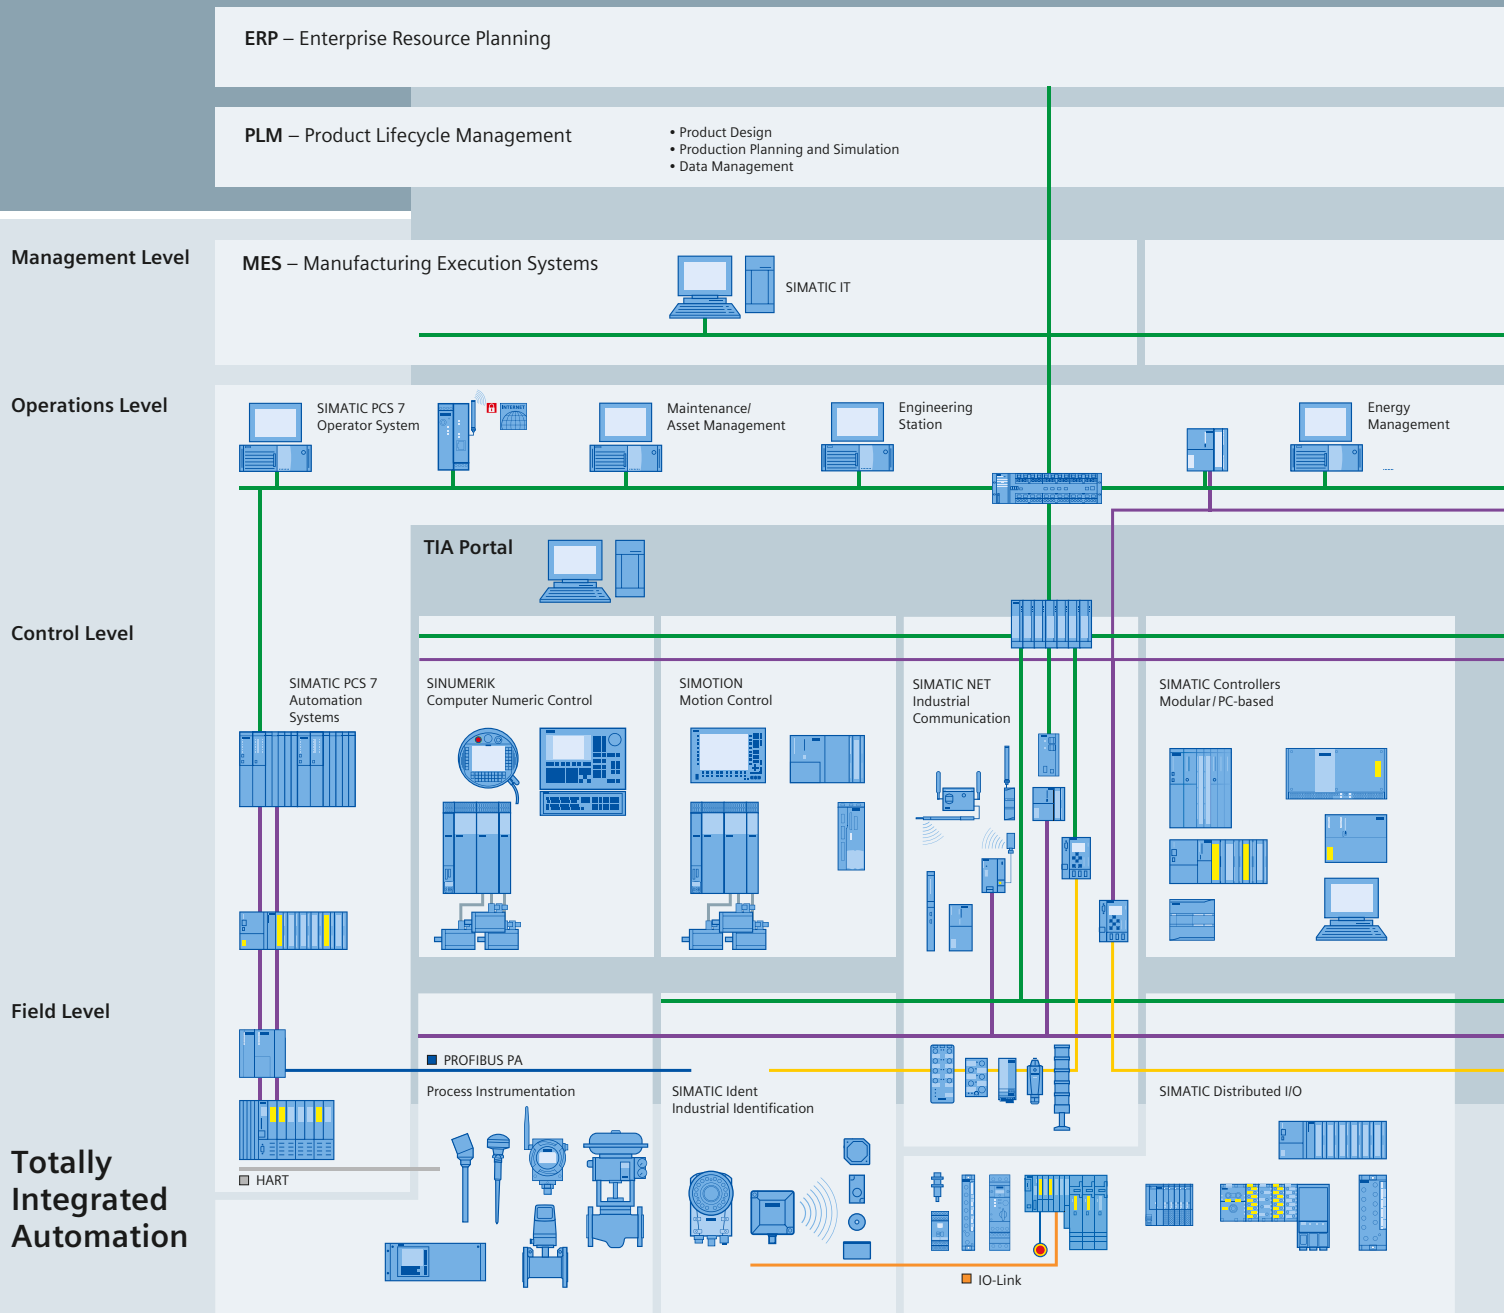 ERP – Enterprise Resource Planning
PLM – Product Lifecycle Management
• Product Design
• Production Planning and Simulation
• Data Management
Management Level
MES – Manufacturing Execution Systems
SIMATIC IT
Operations Level
SIMATIC PCS 7
Operator System
INTERNET
Maintenance/
Asset Management
Engineering
Station
Energy
Management
TIA Portal
Control Level
SIMATIC PCS 7
Automation
Systems
SINUMERIK
Computer Numeric Control
SIMOTION
Motion Control
SIMATIC NET
Industrial
Communication
SIMATIC Controllers
Modular/PC-based
Field Level
PROFIBUS PA
Process Instrumentation
SIMATIC Ident
Industrial Identification
SIMATIC Distributed I/O
HART
IO-Link
Totally
Integrated
Automation